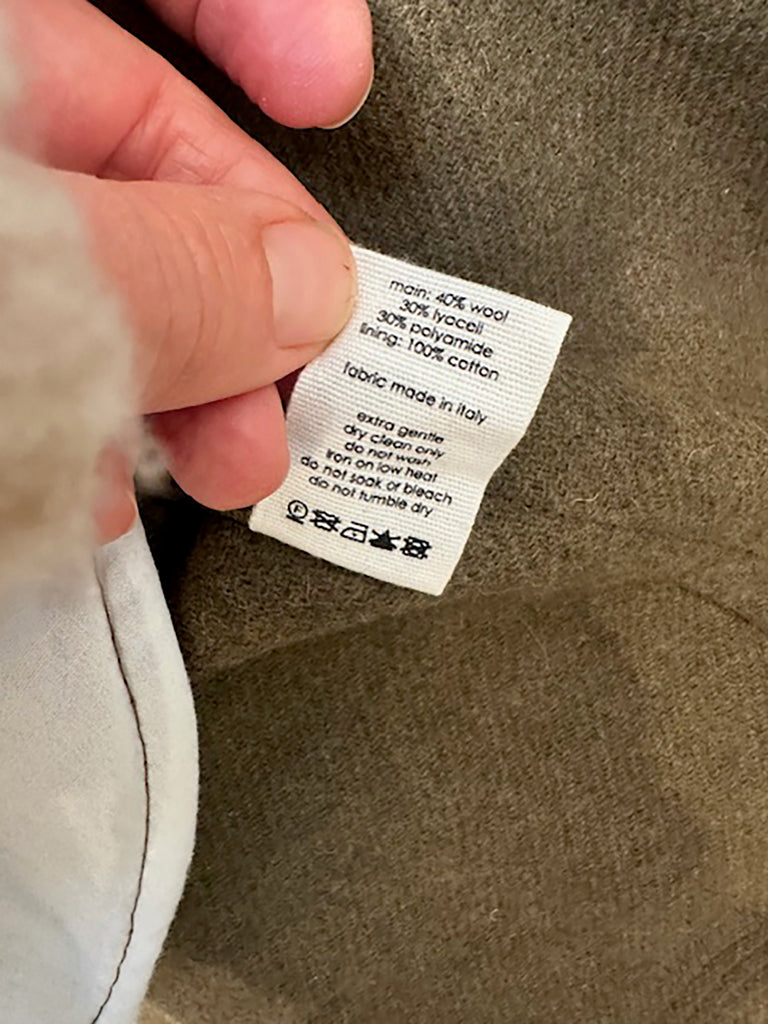 main: 40% wool
30% lyocell
30% polyamide
lining: 100% cotton
fabric made in italy
extra gentle
dry clean only
do not wash
iron on low heat
do not soak or bleach
do not tumble dry
F